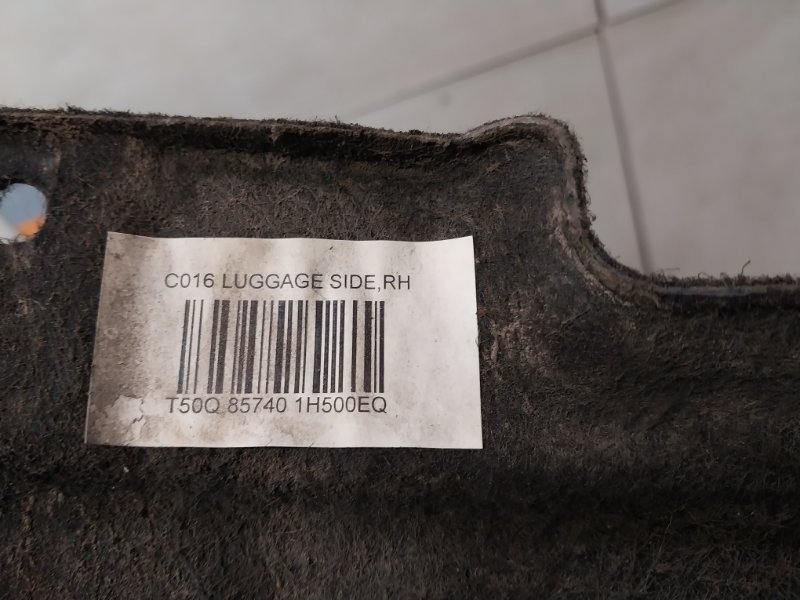 C016 LUGGAGE SIDE,RH
T50Q 85740 1H500EQ